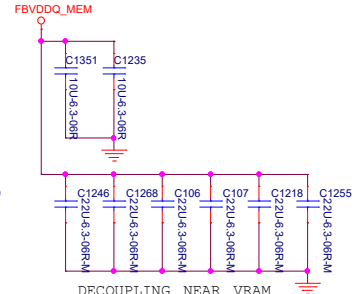 FBVDDQ_MEM
C1351
C1235
10U-6.3-06R
10U-6.3-06R
C1246
C1268
C106
C107
C1218
C1255
22U-6.3-06R-M
22U-6.3-06R-M
22U-6.3-06R-M
22U-6.3-06R-M
22U-6.3-06R-M
22U-6.3-06R-M
DECOUPLING NEAR VRAM